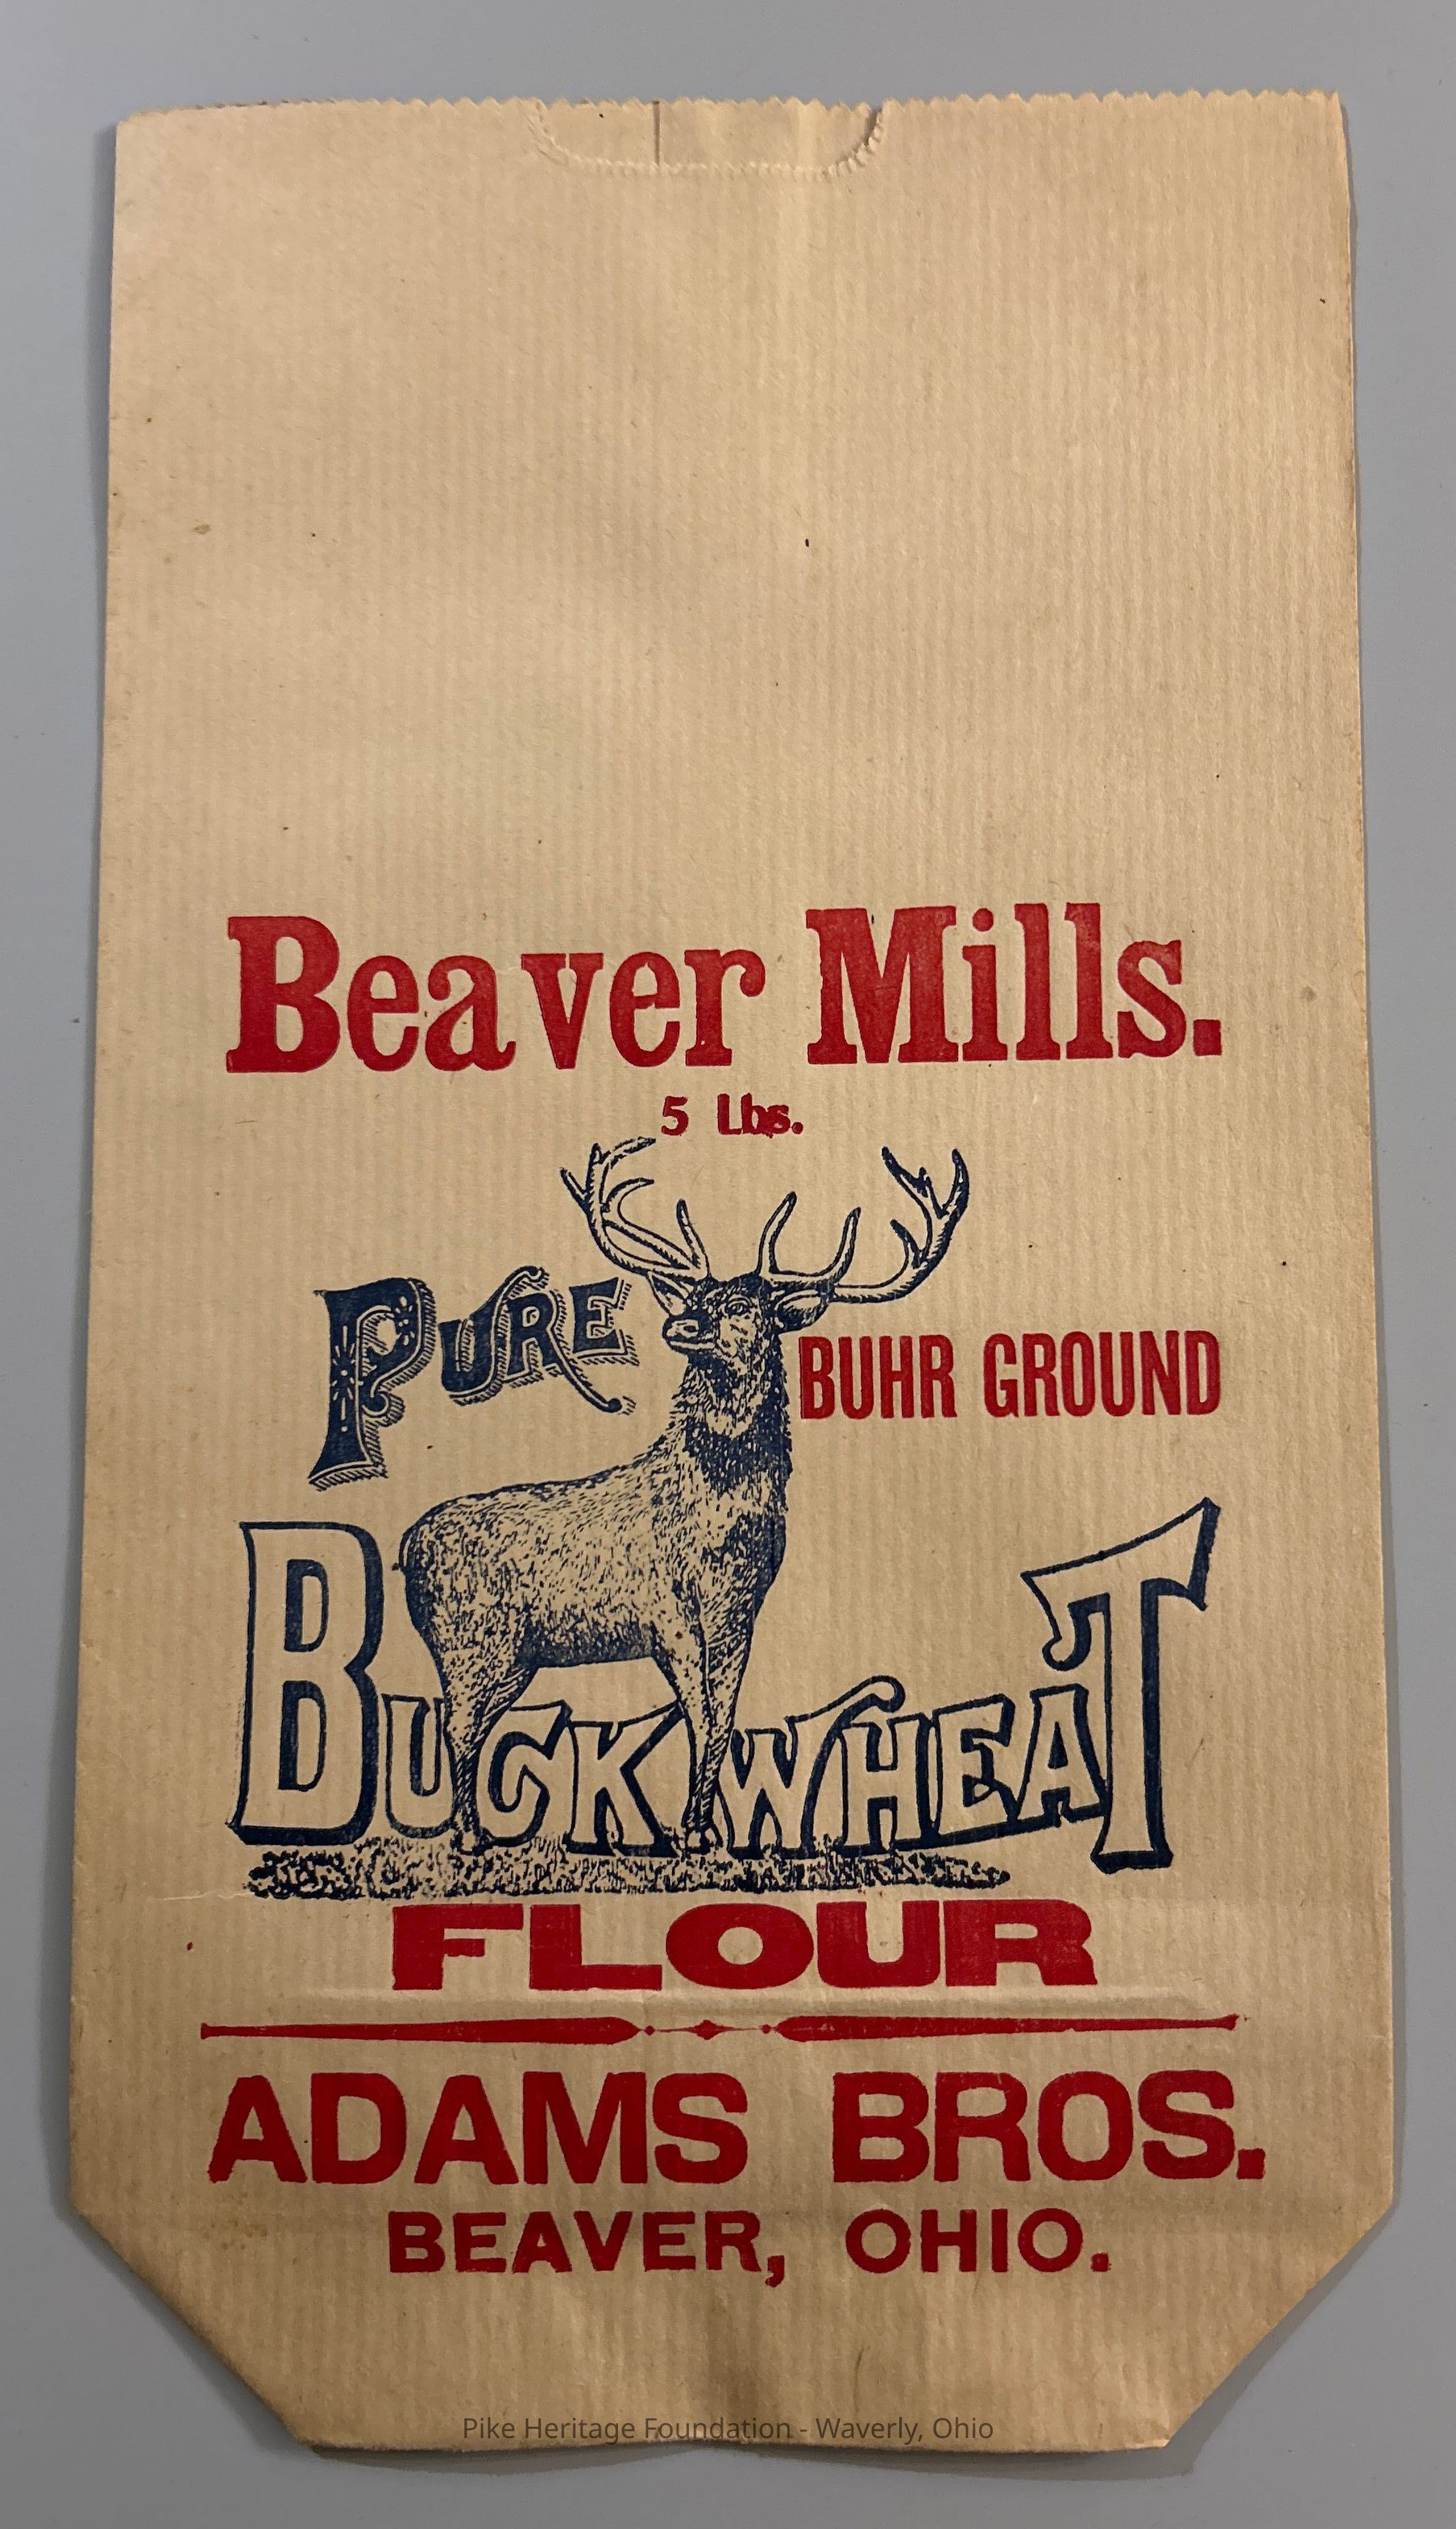 Beaver Mills.
5 Lbs.
PURE
BUHR GROUND
BUCKWHEAT
FLOUR
ADAMS BROS.
BEAVER, OHIO.
Pike Heritage Foundation - Waverly, Ohio